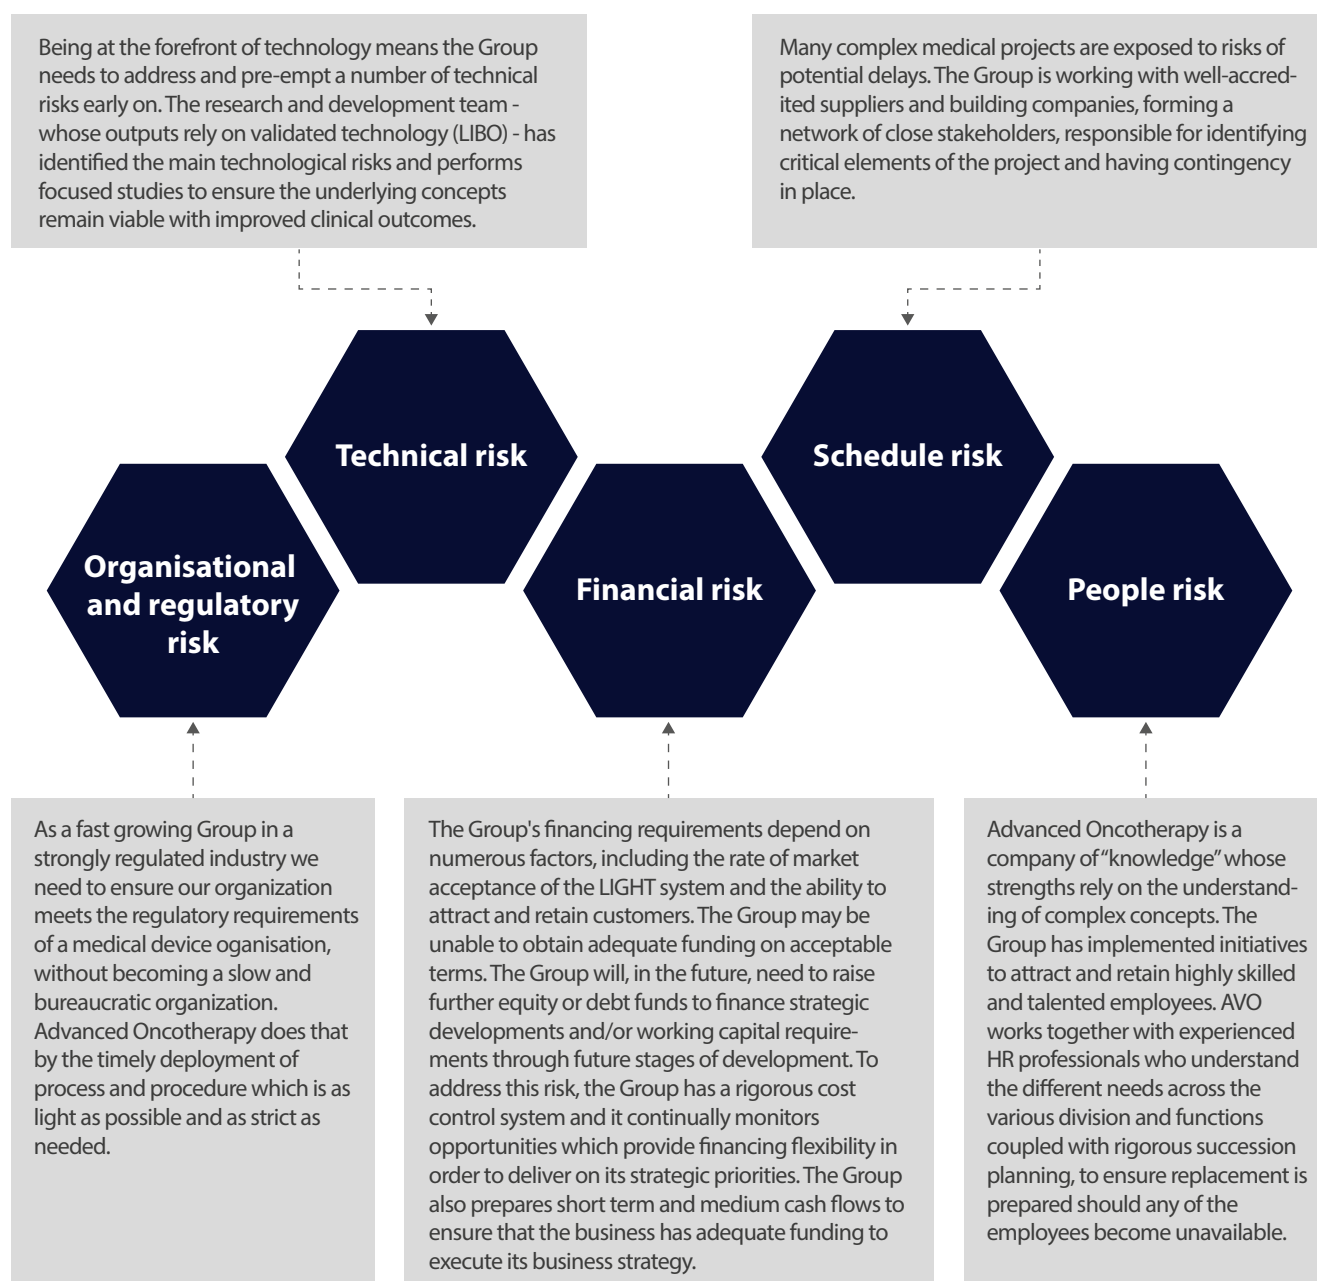 Being at the forefront of technology means the Group
needs to address and pre-empt a number of technical
risks early on. The research and development team -
whose outputs rely on validated technology (LIBO) - has
identified the main technological risks and performs
focused studies to ensure the underlying concepts
remain viable with improved clinical outcomes.
Many complex medical projects are exposed to risks of
potential delays. The Group is working with well-accred-
ited suppliers and building companies, forming a
network of close stakeholders, responsible for identifying
critical elements of the project and having contingency
in place.
Technical risk
Schedule risk
Organisational
and regulatory
risk
Financial risk
People risk
As a fast growing Group in a
strongly regulated industry we
need to ensure our organization
meets the regulatory requirements
of a medical device oganisation,
without becoming a slow and
bureaucratic organization.
Advanced Oncotherapy does that
by the timely deployment of
process and procedure which is as
light as possible and as strict as
needed.
The Group's financing requirements depend on
numerous factors, including the rate of market
acceptance of the LIGHT system and the ability to
attract and retain customers. The Group may be
unable to obtain adequate funding on acceptable
terms. The Group will, in the future, need to raise
further equity or debt funds to finance strategic
developments and/or working capital require-
ments through future stages of development. To
address this risk, the Group has a rigorous cost
control system and it continually monitors
opportunities which provide financing flexibility in
order to deliver on its strategic priorities. The Group
also prepares short term and medium cash flows to
ensure that the business has adequate funding to
execute its business strategy.
Advanced Oncotherapy is a
company of “knowledge” whose
strengths rely on the understand-
ing of complex concepts. The
Group has implemented initiatives
to attract and retain highly skilled
and talented employees. AVO
works together with experienced
HR professionals who understand
the different needs across the
various division and functions
coupled with rigorous succession
planning, to ensure replacement is
prepared should any of the
employees become unavailable.